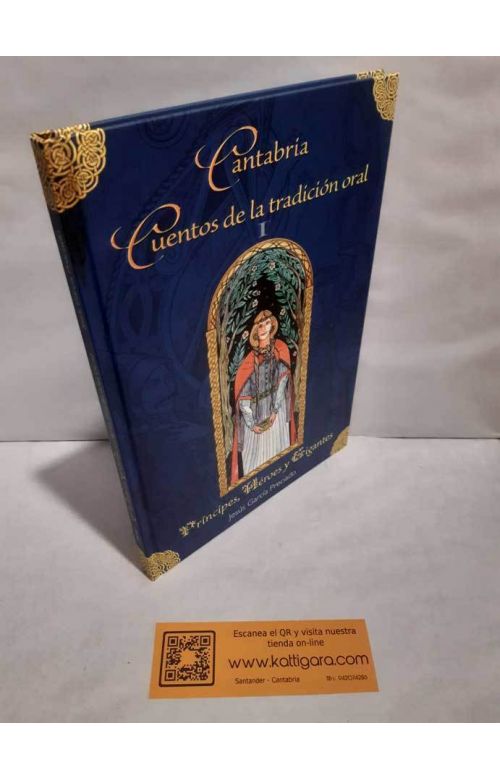 Cantabria
Cuentos de la tradición oral
I
Príncipes, Héroes y Gigantes
Jesús García Preciado
Escanea el QR y visita nuestra
tienda on-line
www.kattigara.com
Santander - Cantabria